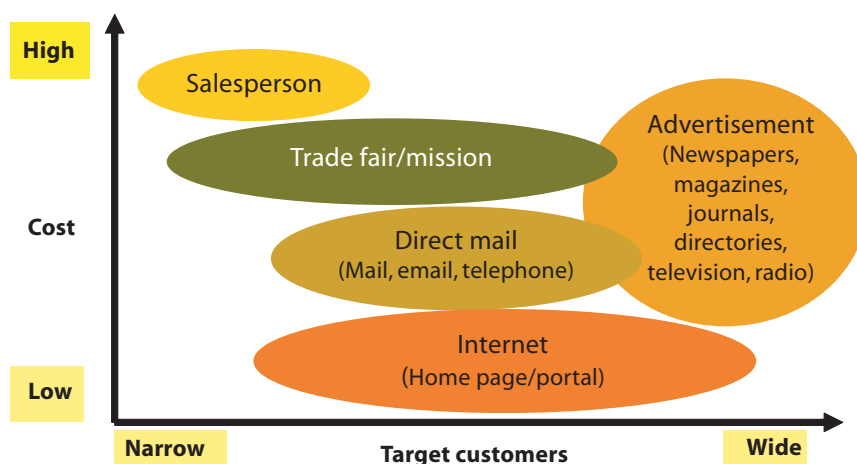 High
Salesperson
Advertisement
(Newspapers,
magazines,
journals,
directories,
television, radio)
Trade fair/mission
Cost
Direct mail
(Mail, email, telephone)
Internet
(Home page/portal)
Low
Narrow
Target customers
Wide